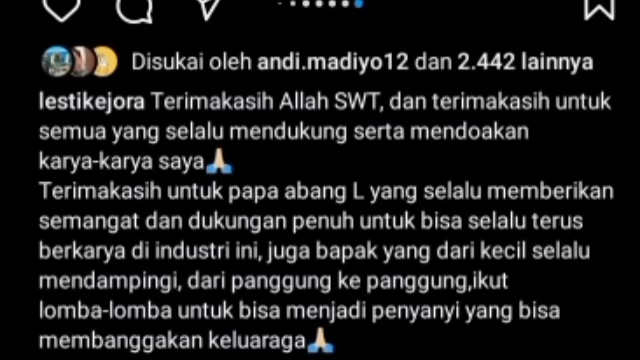 Disukai oleh andi.madiyo12 dan 2.442 lainnya
lestikejora Terimakasih Allah SWT, dan terimakasih untuk
semua yang selalu mendukung serta mendoakan
karya-karya saya🙏🏻
Terimakasih untuk papa abang L yang selalu memberikan
semangat dan dukungan penuh untuk bisa selalu terus
berkarya di industri ini, juga bapak yang dari kecil selalu
mendampingi, dari panggung ke panggung,ikut
lomba-lomba untuk bisa menjadi penyanyi yang bisa
membanggakan keluaraga🙏🏻